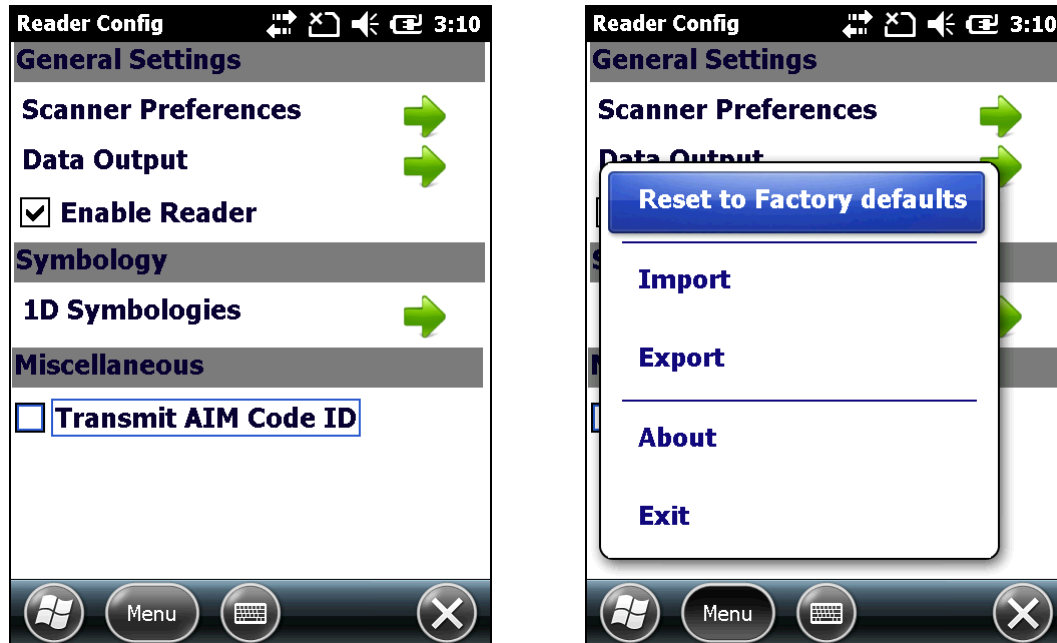 Reader Config 3:10
General Settings
Scanner Preferences
Data Output
Enable Reader
Symbology
1D Symbologies
Miscellaneous
Transmit AIM Code ID
Menu
Reader Config 3:10
General Settings
Scanner Preferences
Data Output
Reset to Factory defaults
Import
Export
About
Exit
Menu